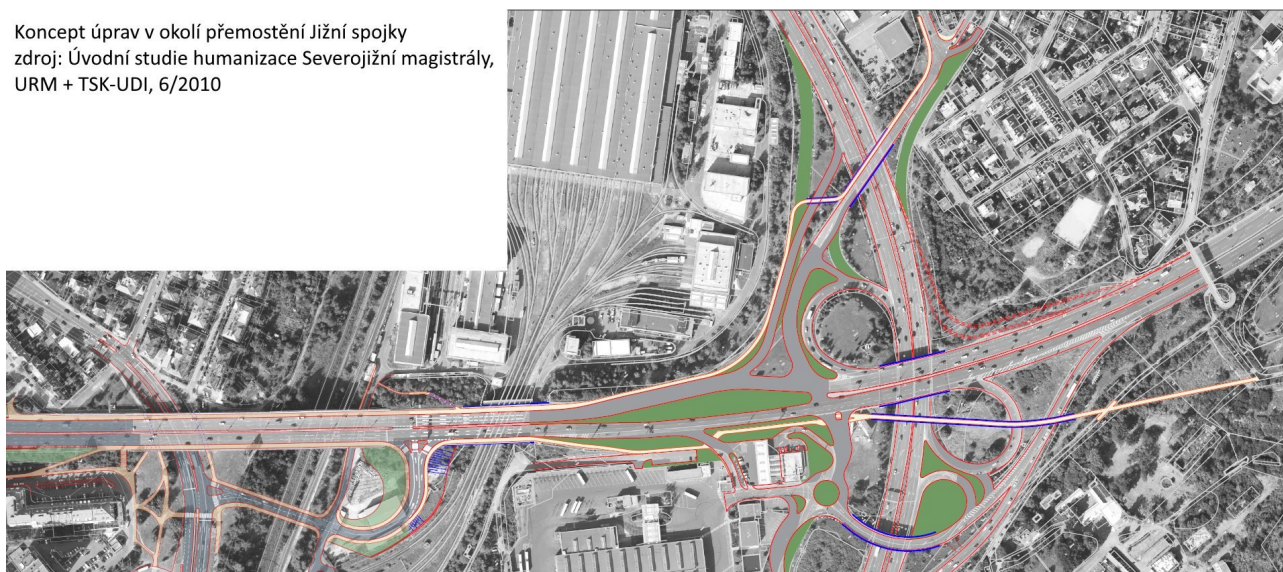 Koncept úprav v okolí přemostění Jižní spojky
zdroj: Úvodní studie humanizace Severojižní magistrály,
URM + TSK-UDI, 6/2010